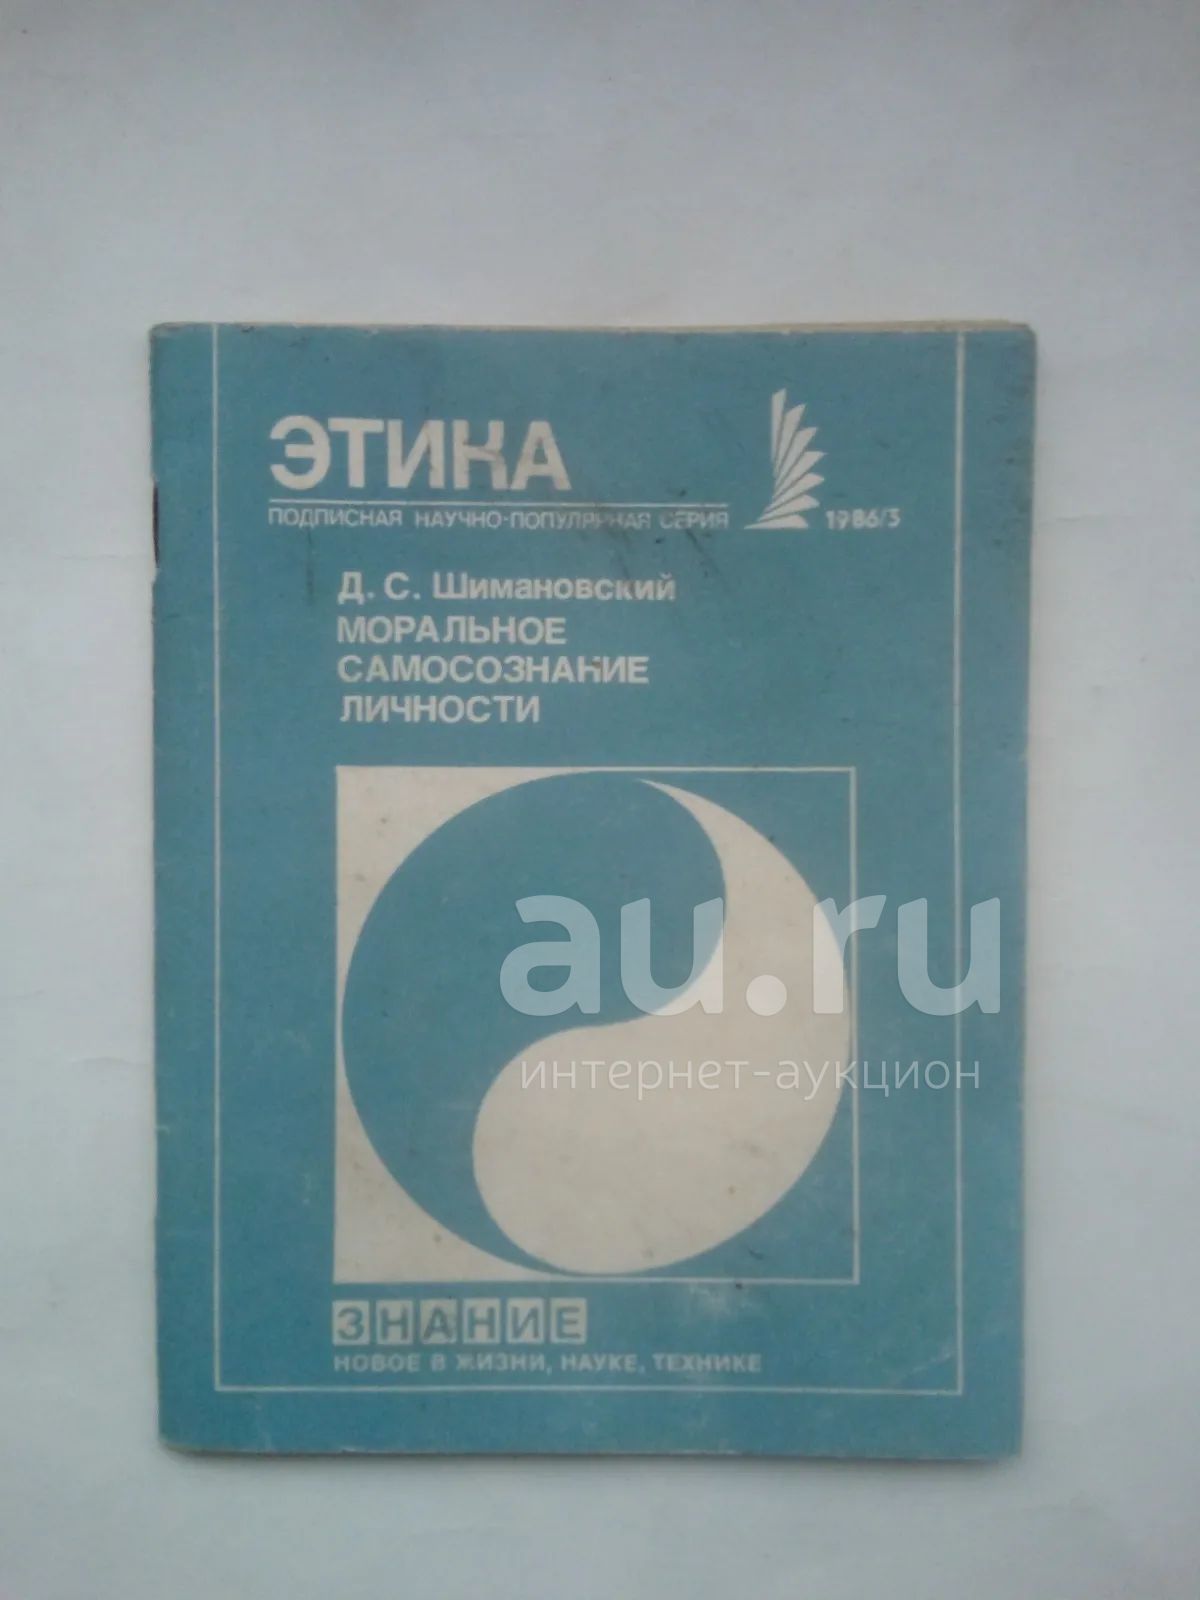 ЭТИКА
ПОДПИСНАЯ НАУЧНО-ПОПУЛЯРНАЯ СЕРИЯ
1986/3
Д. С. Шимановский
МОРАЛЬНОЕ
САМОСОЗНАНИЕ
ЛИЧНОСТИ
au.ru
интернет-аукцион
ЗНАНИЕ
НОВОЕ В ЖИЗНИ, НАУКЕ, ТЕХНИКЕ